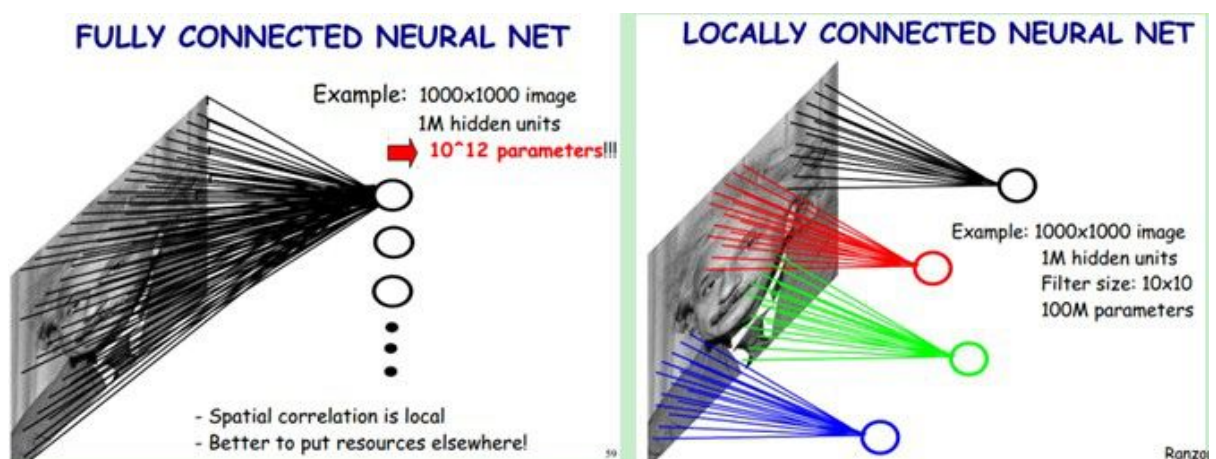 FULLY CONNECTED NEURAL NET
Example: 1000x1000 image
1M hidden units
10^12 parameters!!!
- Spatial correlation is local
- Better to put resources elsewhere!
59
LOCALLY CONNECTED NEURAL NET
Example: 1000x1000 image
1M hidden units
Filter size: 10x10
100M parameters